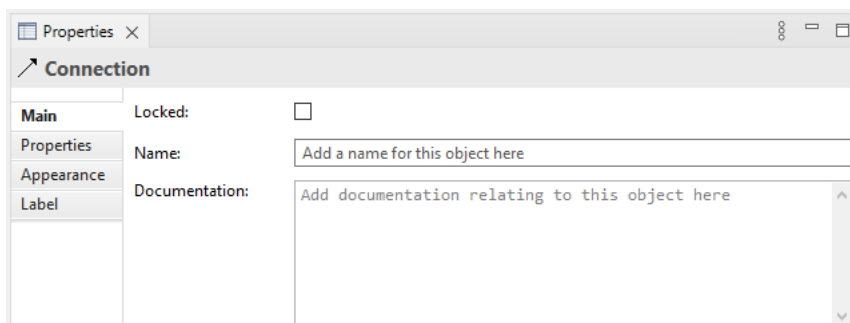 Properties
Connection
Main
Properties
Appearance
Label
Locked:
Name:
Add a name for this object here
Documentation:
Add documentation relating to this object here